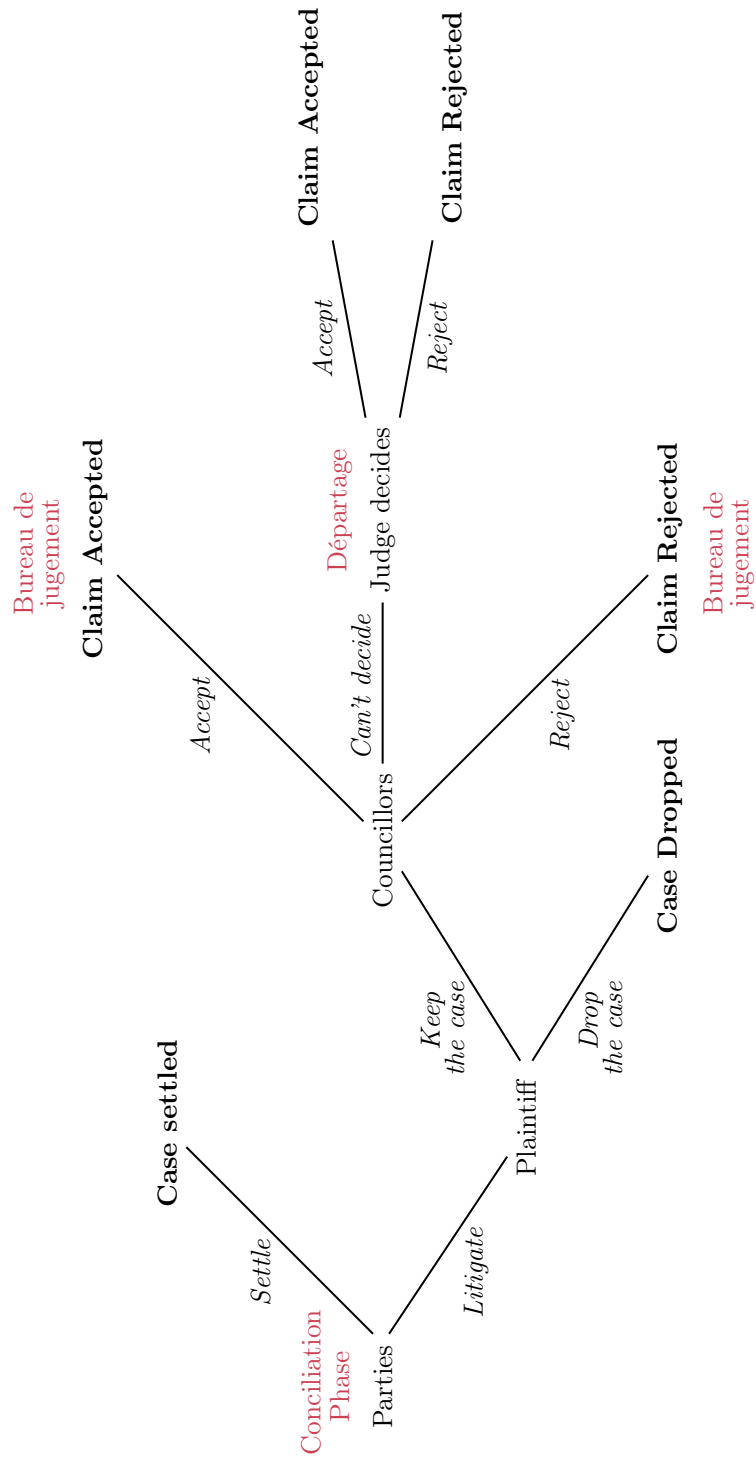 Conciliation
Phase
Parties
Settle
Case settled
Litigate
Plaintiff
Keep
the case
Drop
the case
Case Dropped
Councillors
Accept
Bureau de
jugement
Claim Accepted
Can't decide
Départage
Judge decides
Accept
Claim Accepted
Reject
Claim Rejected
Reject
Claim Rejected
Bureau de
jugement